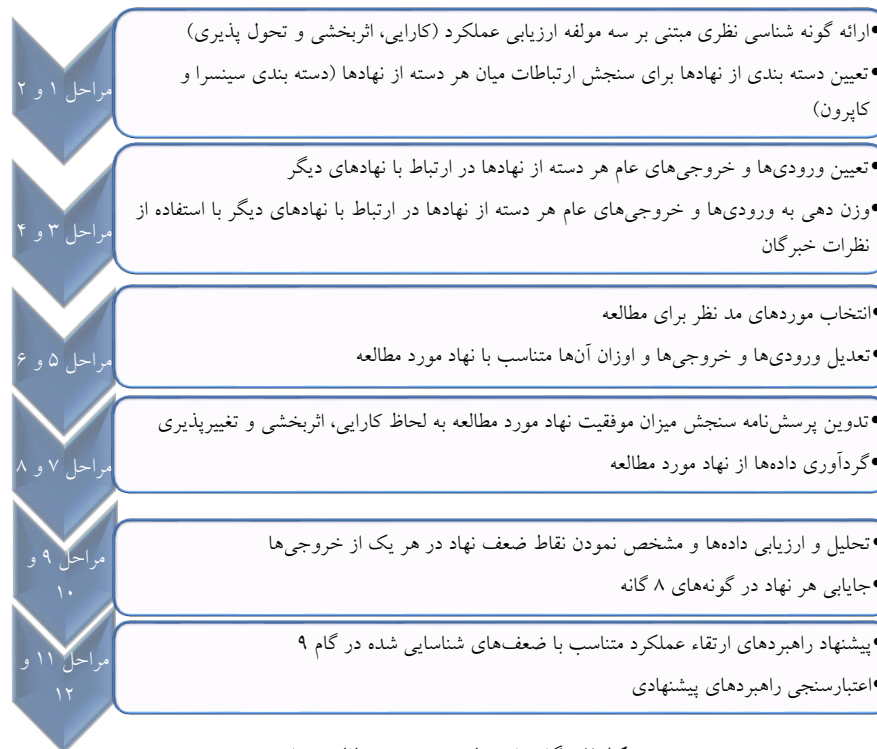 مراحل ۱ و ۲
•ارائه گونه شناسی نظری مبتنی بر سه مولفه ارزیابی عملکرد (کارایی، اثربخشی و تحول پذیری)
•تعیین دسته بندی از نهادها برای سنجش ارتباطات میان هر دسته از نهادها (دسته بندی سینسرا و
کاپرون)
مراحل ۳ و ۴
•تعیین ورودی‌ها و خروجی‌های عام هر دسته از نهادها در ارتباط با نهادهای دیگر
•وزن دهی به ورودی‌ها و خروجی‌های عام هر دسته از نهادها در ارتباط با نهادهای دیگر با استفاده از
نظرات خبرگان
مراحل ۵ و ۶
•انتخاب موردهای مد نظر برای مطالعه
•تعدیل ورودی‌ها و خروجی‌ها و اوزان آن‌ها متناسب با نهاد مورد مطالعه
مراحل ۷ و ۸
•تدوین پرسش‌نامه سنجش میزان موفقیت نهاد مورد مطالعه به لحاظ کارایی، اثربخشی و تغییرپذیری
•گردآوری داده‌ها از نهاد مورد مطالعه
مراحل ۹ و
۱۰
•تحلیل و ارزیابی داده‌ها و مشخص نمودن نقاط ضعف نهاد در هر یک از خروجی‌ها
•جایابی هر نهاد در گونه‌های ۸ گانه
مراحل ۱۱ و
۱۲
•پیشنهاد راهبردهای ارتقاء عملکرد متناسب با ضعف‌های شناسایی شده در گام ۹
•اعتبارسنجی راهبردهای پیشنهادی